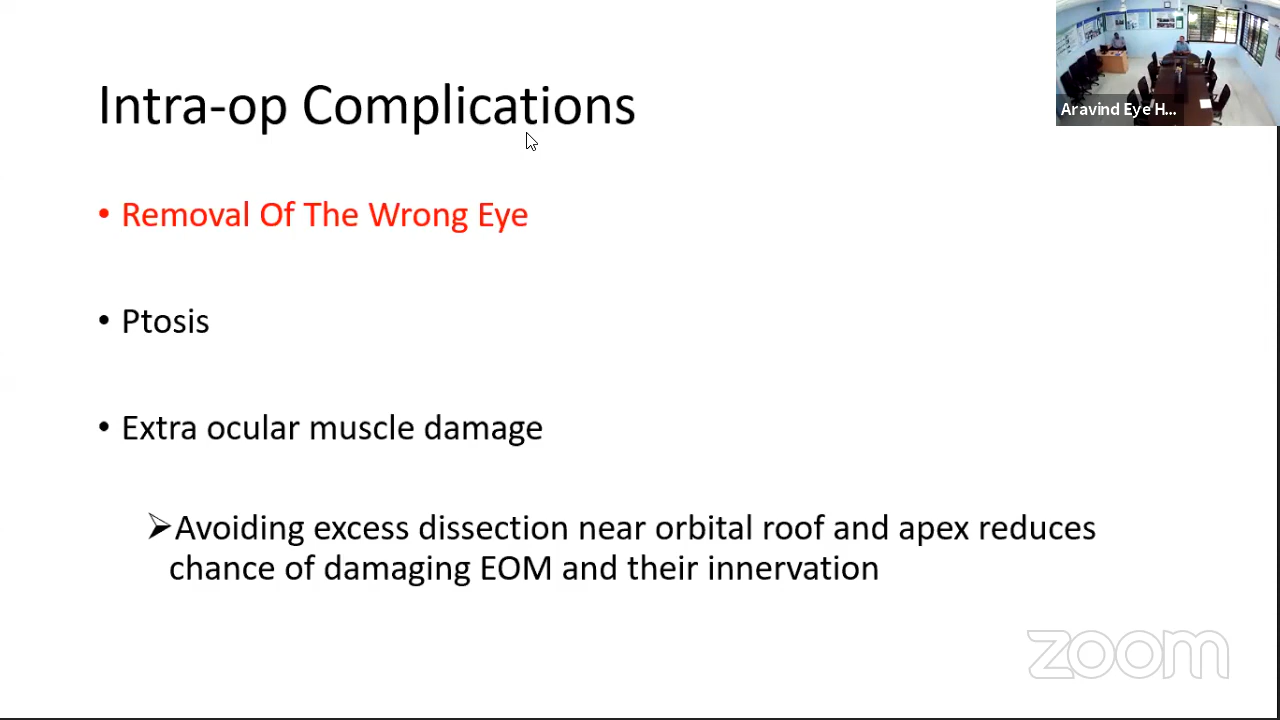 Intra-op Complications
Aravind Eye H...
• Removal Of The Wrong Eye
• Ptosis
• Extra ocular muscle damage
➢Avoiding excess dissection near orbital roof and apex reduces
chance of damaging EOM and their innervation
zoom